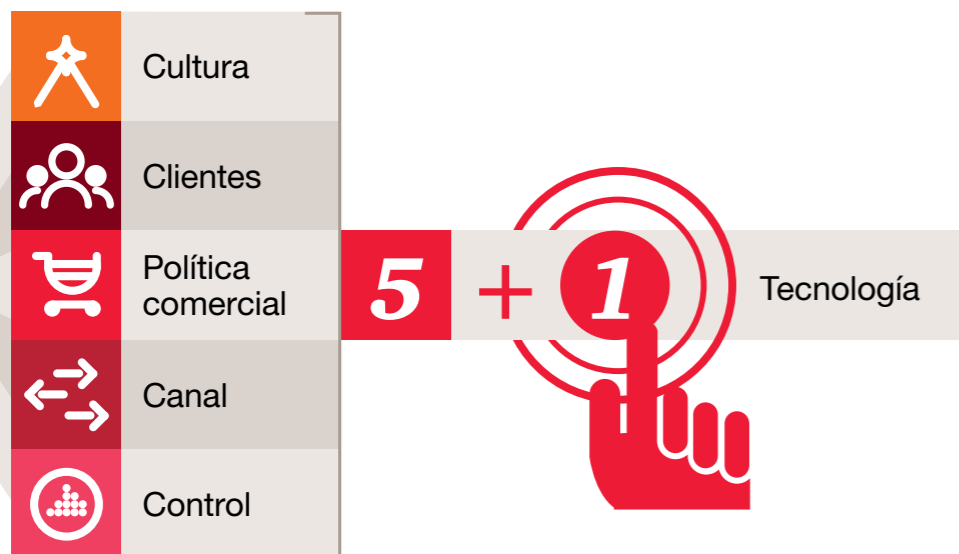 Cultura
Clientes
Política
comercial
Canal
Control
5 + 1 Tecnología